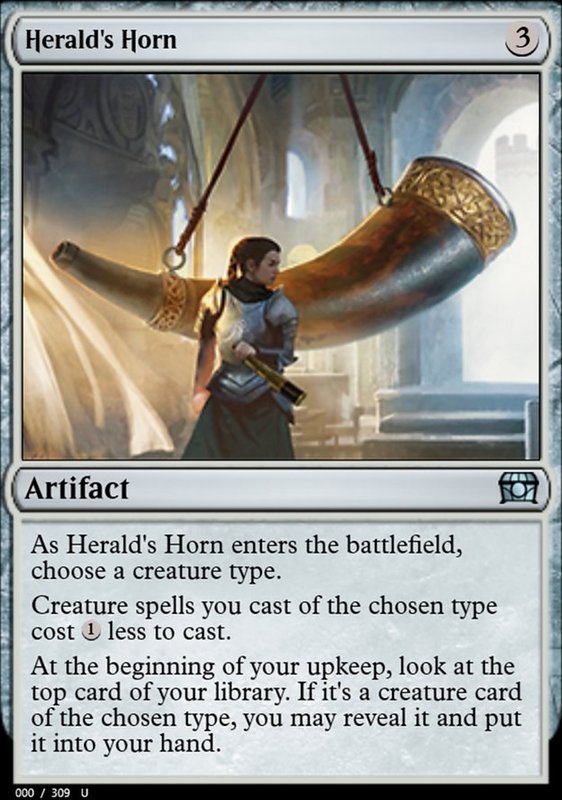 Herald's Horn
3
Artifact
As Herald's Horn enters the battlefield,
choose a creature type.
Creature spells you cast of the chosen type
cost 1 less to cast.
At the beginning of your upkeep, look at the
top card of your library. If it's a creature card
of the chosen type, you may reveal it and put
it into your hand.
000 / 309 U